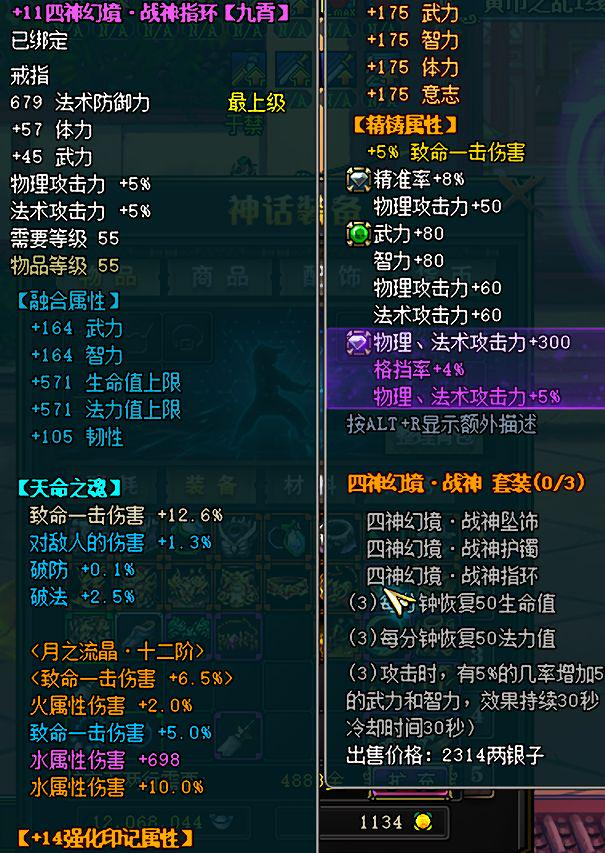 +11四神幻境·战神指环【九霄】
已绑定
戒指
679 法术防御力 最上级
+57 体力
+45 武力
物理攻击力 +5%
法术攻击力 +5%
需要等级 55
物品等级 55
【融合属性】
+164 武力
+164 智力
+571 生命值上限
+571 法力值上限
+105 韧性
【天命之魂】
致命一击伤害 +12.6%
对敌人的伤害 +1.3%
破防 +0.1%
破法 +2.5%
<月之流晶·十二阶>
<致命一击伤害 +6.5%>
火属性伤害 +2.0%
致命一击伤害 +5.0%
水属性伤害 +698
水属性伤害 +10.0%
【+14强化印记属性】
+175 武力
+175 智力
+175 体力
+175 意志
【精铸属性】
+5% 致命一击伤害
精准率+8%
物理攻击力+50
武力+80
智力+80
物理攻击力+60
法术攻击力+60
物理、法术攻击力+300
格挡率+4%
物理、法术攻击力+5%
按ALT+R显示额外描述
四神幻境·战神 套装(0/3)
四神幻境·战神坠饰
四神幻境·战神护镯
四神幻境·战神指环
(3)每分钟恢复50生命值
(3)每分钟恢复50法力值
(3)攻击时，有5%的几率增加5
的武力和智力，效果持续30秒
冷却时间30秒)
出售价格：2314两银子
神话装备
商品
装备
扩充
12,068,044
1134